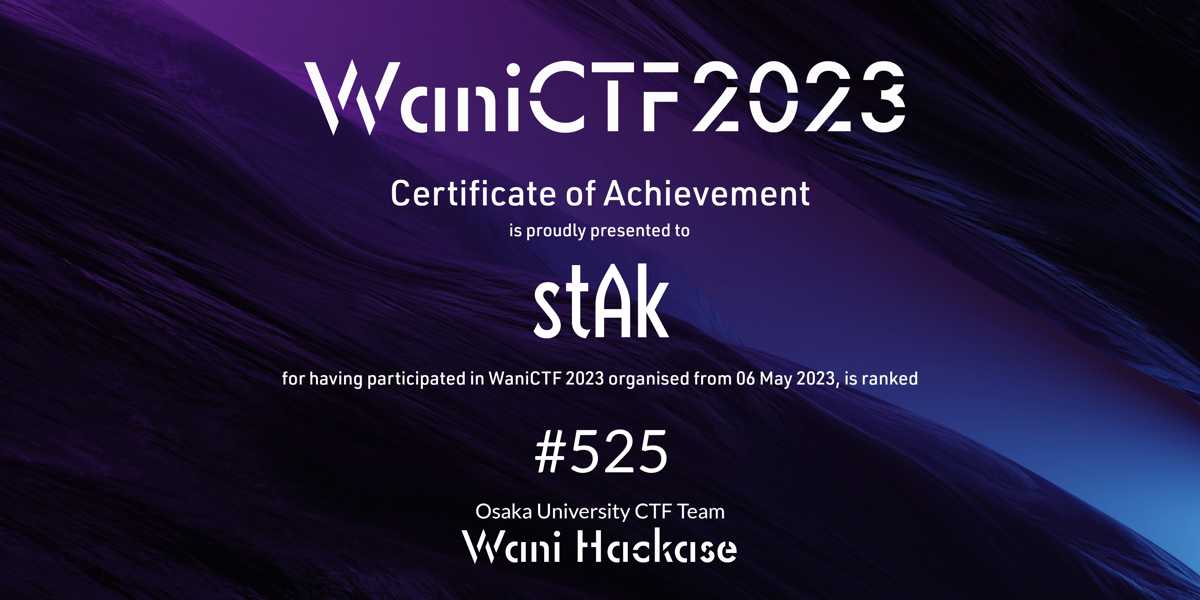 WaniCTF2023
Certificate of Achievement
is proudly presented to
stAk
for having participated in WaniCTF 2023 organised from 06 May 2023, is ranked
#525
Osaka University CTF Team
Wani Hackase